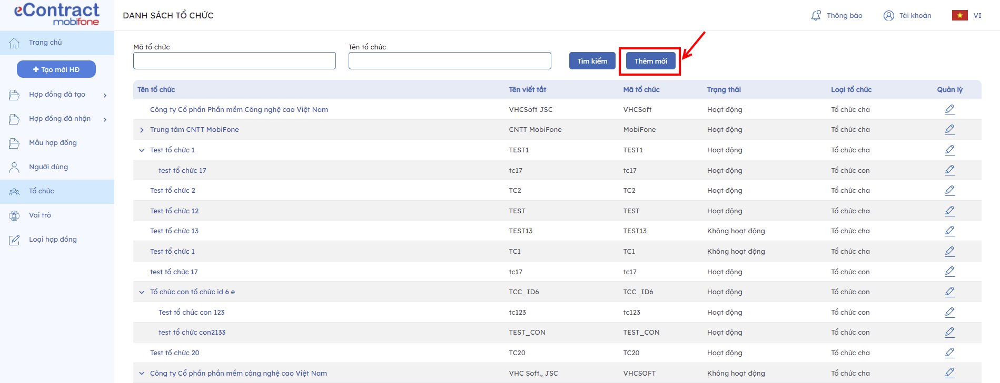 eContract
mobifone
DANH SÁCH TỔ CHỨC
Thông báo
Tài khoản
VI
Trang chủ
Tạo mới HĐ
Hợp đồng đã tạo
Hợp đồng đã nhận
Mẫu hợp đồng
Người dùng
Tổ chức
Vai trò
Loại hợp đồng
Mã tổ chức
Tên tổ chức
Tìm kiếm
Thêm mới
Tên tổ chức Tên viết tắt Mã tổ chức Trạng thái Loại tổ chức Quản lý
Công ty Cổ phần Phần mềm Công nghệ cao Việt Nam VHCSoft JSC VHCSoft Hoạt động Tổ chức cha
Trung tâm CNTT MobiFone CNTT MobiFone MobiFone Hoạt động Tổ chức cha
Test tổ chức 1 TEST1 TEST1 Hoạt động Tổ chức cha
test tổ chức 17 tc17 tc17 Hoạt động Tổ chức con
Test tổ chức 2 TC2 TC2 Hoạt động Tổ chức cha
Test tổ chức 12 TEST TEST Hoạt động Tổ chức cha
Test tổ chức 13 TEST13 TEST13 Không hoạt động Tổ chức cha
Test tổ chức 1 TC1 TC1 Không hoạt động Tổ chức cha
test tổ chức 17 tc17 tc17 Hoạt động Tổ chức con
Tổ chức con tổ chức id 6 e TCC_ID6 TCC_ID6 Hoạt động Tổ chức con
Test tổ chức con 123 tc123 tc123 Hoạt động Tổ chức con
test tổ chức con2133 TEST_CON TEST_CON Hoạt động Tổ chức con
Test tổ chức 20 TC20 TC20 Hoạt động Tổ chức cha
Công ty Cổ phần phần mềm công nghệ cao Việt Nam VHC Soft., JSC VHCSOFT Không hoạt động Tổ chức cha